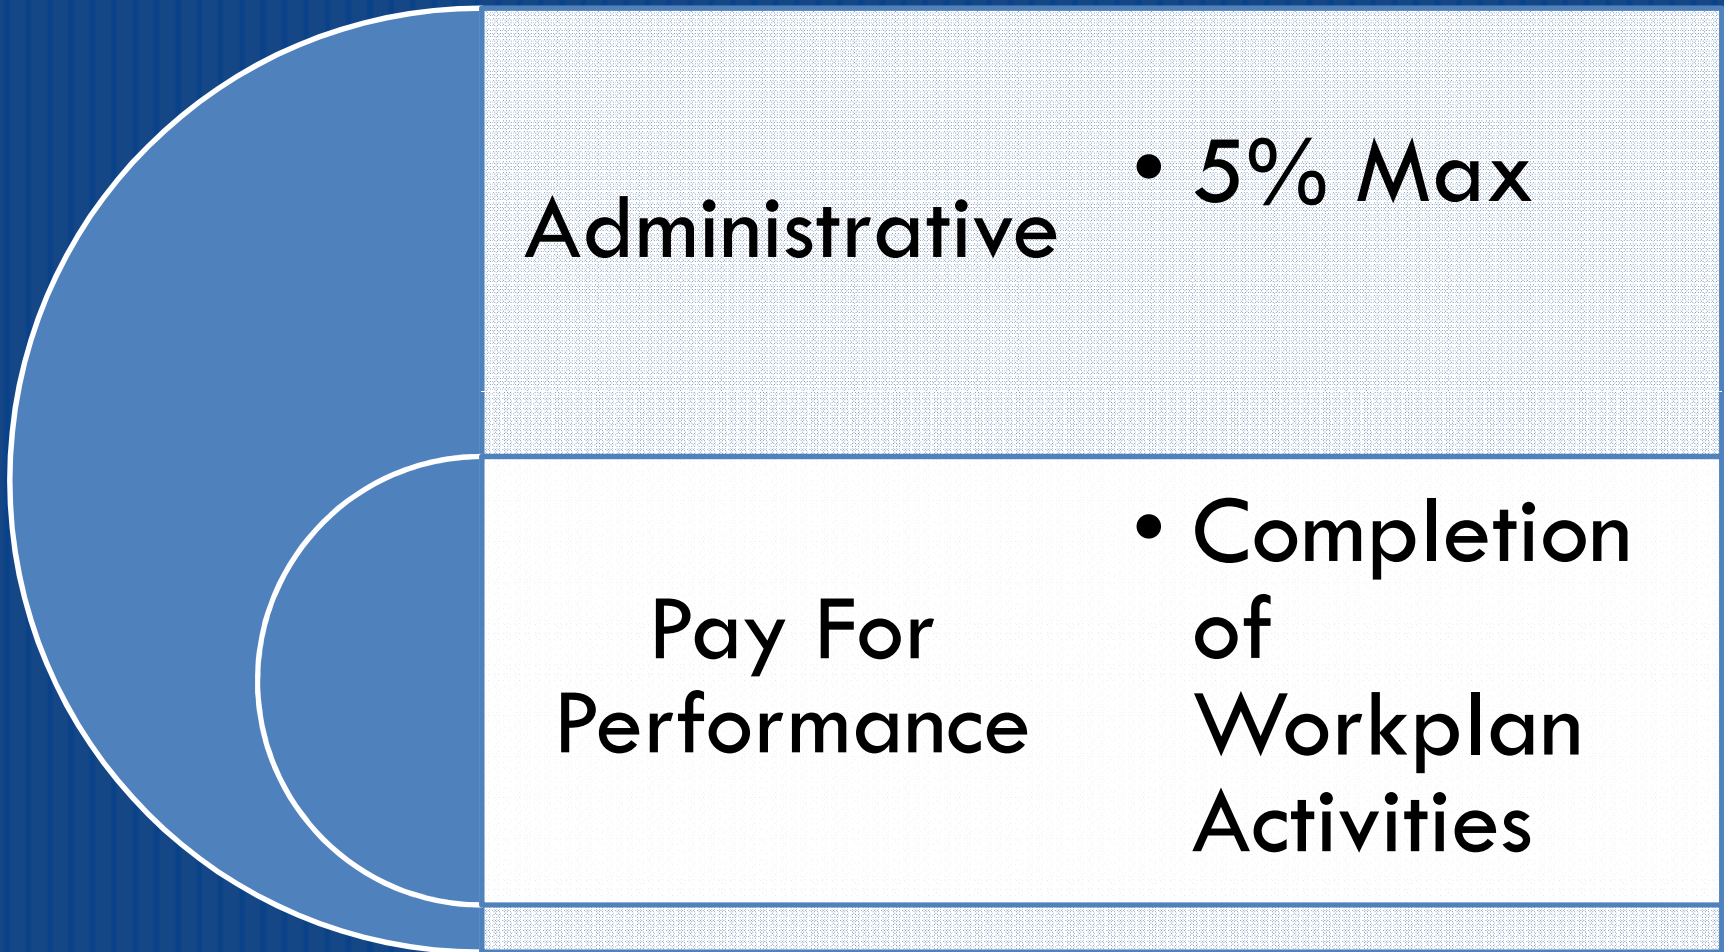 Administrative
• 5% Max
Pay For
Performance
• Completion
of
Workplan
Activities